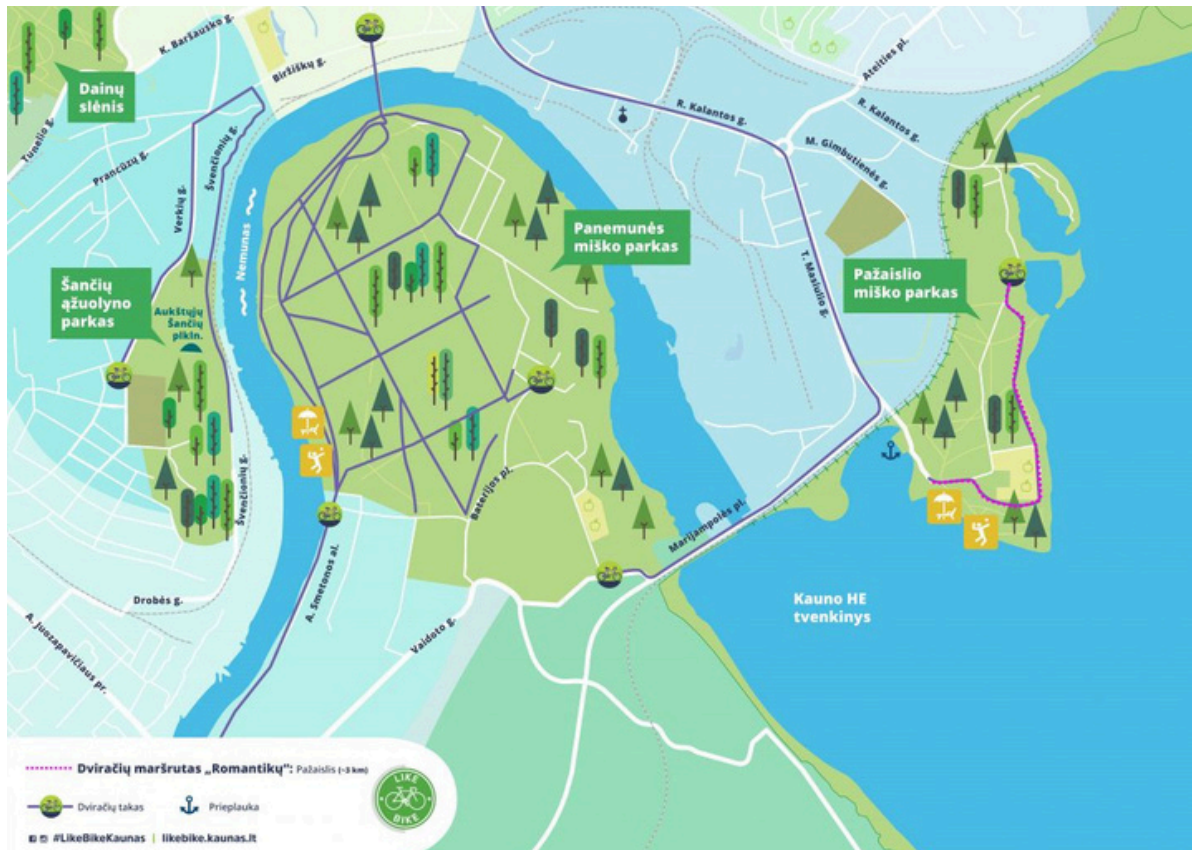 K. Baršausko g.
Biržiškų g.
Ateities pl.
Dainų
slėnis
Tunelio g.
Prancūzų g.
Švenčionių g.
Verkių g.
R. Kalantos g.
R. Kalantos g.
M. Gimbutienės g.
Nemunas
Panemunės
miško parkas
T. Masiulio g.
Pažaislio
miško parkas
Šančių
ąžuolyno
parkas
Aukštųjų
Šančių
plkln.
Švenčionių g.
Baterijos pl.
Marijampolės pl.
A. Smetonos al.
Drobės g.
Vaidoto g.
A. Juozapavičiaus pr.
Kauno HE
tvenkinys
Dviračių maršrutas „Romantikų“: Pažaislis (~3 km)
Dviračių takas
Prieplauka
LIKE
BIKE
#LikeBikeKaunas | likebike.kaunas.lt